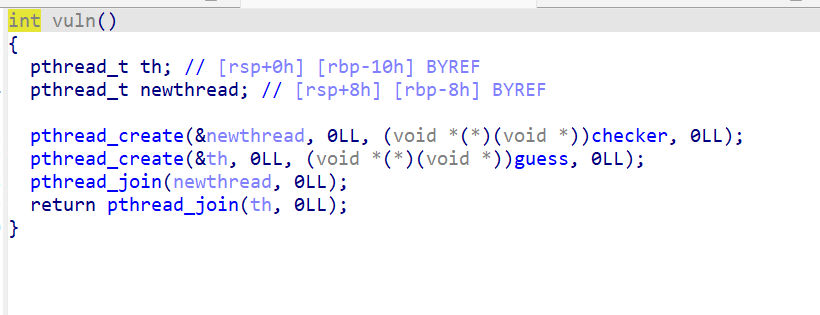 int vuln()
{
  pthread_t th; // [rsp+0h] [rbp-10h] BYREF
  pthread_t newthread; // [rsp+8h] [rbp-8h] BYREF

  pthread_create(&newthread, 0LL, (void *(*)(void *))checker, 0LL);
  pthread_create(&th, 0LL, (void *(*)(void *))guess, 0LL);
  pthread_join(newthread, 0LL);
  return pthread_join(th, 0LL);
}